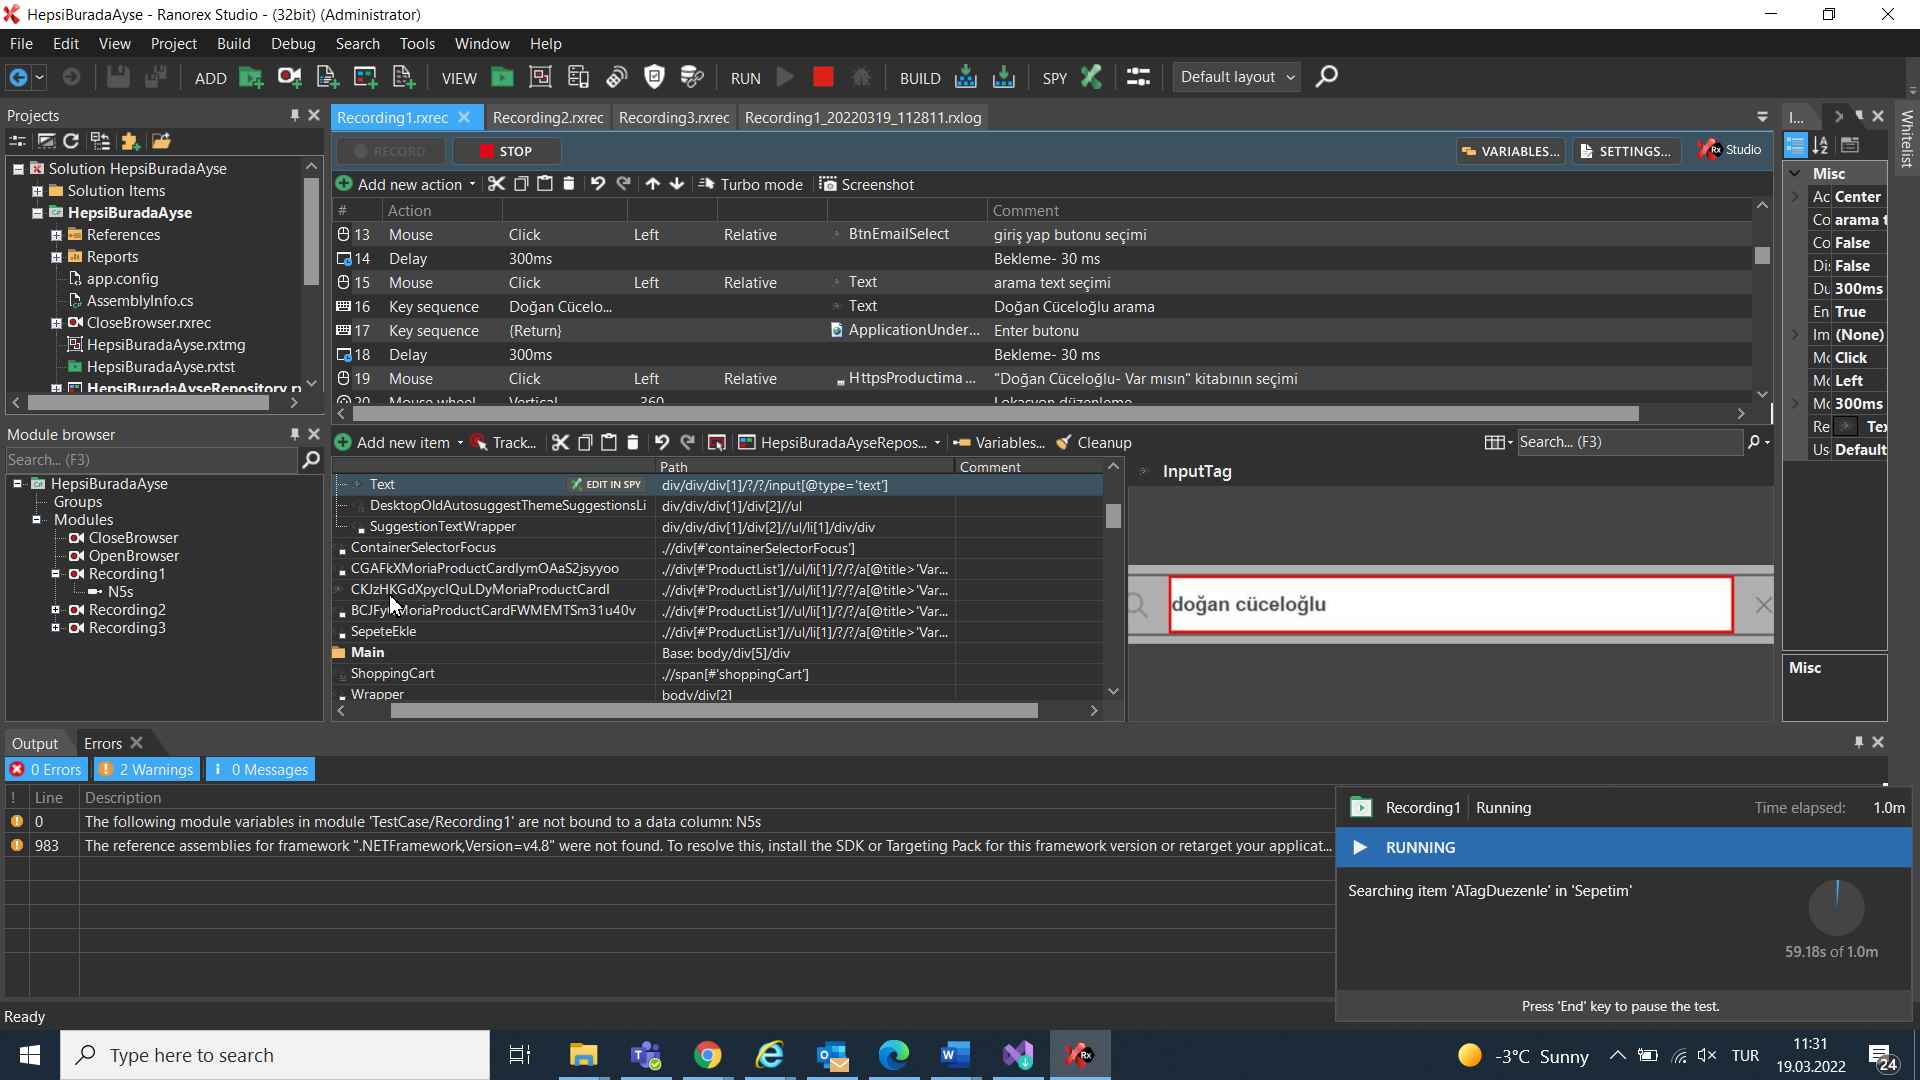 HepsiBuradaAyse - Ranorex Studio - (32bit) (Administrator)
File Edit View Project Build Debug Search Tools Window Help
ADD VIEW RUN BUILD SPY Default layout
Projects
Solution HepsiBuradaAyse
Solution Items
HepsiBuradaAyse
References
Reports
app.config
AssemblyInfo.cs
CloseBrowser.rxrec
HepsiBuradaAyse.rxtmg
HepsiBuradaAyse.rxtst
HepsiBuradaAyseRepository.rx
Module browser
Search... (F3)
HepsiBuradaAyse
Groups
Modules
CloseBrowser
OpenBrowser
Recording1
N5s
Recording2
Recording3
Recording1.rxrec Recording2.rxrec Recording3.rxrec Recording1_20220319_112811.rxlog
RECORD STOP VARIABLES... SETTINGS... Rx Studio
Add new action Turbo mode Screenshot
# Action Comment
13 Mouse Click Left Relative BtnEmailSelect giriş yap butonu seçimi
14 Delay 300ms Bekleme- 30 ms
15 Mouse Click Left Relative Text arama text seçimi
16 Key sequence Doğan Cücelo... Text Doğan Cüceloğlu arama
17 Key sequence {Return} ApplicationUnder... Enter butonu
18 Delay 300ms Bekleme- 30 ms
19 Mouse Click Left Relative HttpsProductima... "Doğan Cüceloğlu- Var mısın" kitabının seçimi
20 Mouse wheel Vertical -360 Lokasyon düzenleme
Add new item Track... HepsiBuradaAyseRepos... Variables... Cleanup Search... (F3)
Path Comment
Text EDIT IN SPY div/div/div[1]/?/?/input[@type='text']
DesktopOldAutosuggestThemeSuggestionsLi div/div/div[1]/div[2]//ul
SuggestionTextWrapper div/div/div[1]/div[2]//ul/li[1]/div/div
ContainerSelectorFocus .//div[#'containerSelectorFocus']
CGAFkXMoriaProductCardIymOAaS2jsyyoo .//div[#'ProductList']//ul/li[1]/?/?/a[@title>'Var...
.//div[#'ProductList']//ul/li[1]/?/?/a[@title>'Var...
.//div[#'ProductList']//ul/li[1]/?/?/a[@title>'Var...
SepeteEkle .//div[#'ProductList']//ul/li[1]/?/?/a[@title>'Var...
Main Base: body/div[5]/div
ShoppingCart .//span[#'shoppingCart']
Wrapper body/div[2]
InputTag
doğan cüceloğlu
I...
Whitelist
Misc
Ac Center
Co arama t
Co False
Di False
Du 300ms
En True
Im (None)
Mo Click
Mo Left
Mo 300ms
Re Tex
Us Default
Misc
Output Errors
0 Errors 2 Warnings 0 Messages
! Line Description
0 The following module variables in module 'TestCase/Recording1' are not bound to a data column: N5s
983 The reference assemblies for framework ".NETFramework,Version=v4.8" were not found. To resolve this, install the SDK or Targeting Pack for this framework version or retarget your applicat...
Recording1 Running Time elapsed: 1.0m
RUNNING
Searching item 'ATagDuezenle' in 'Sepetim'
59.18s of 1.0m
Press 'End' key to pause the test.
Ready
Type here to search
-3°C Sunny TUR 11:31
19.03.2022
24